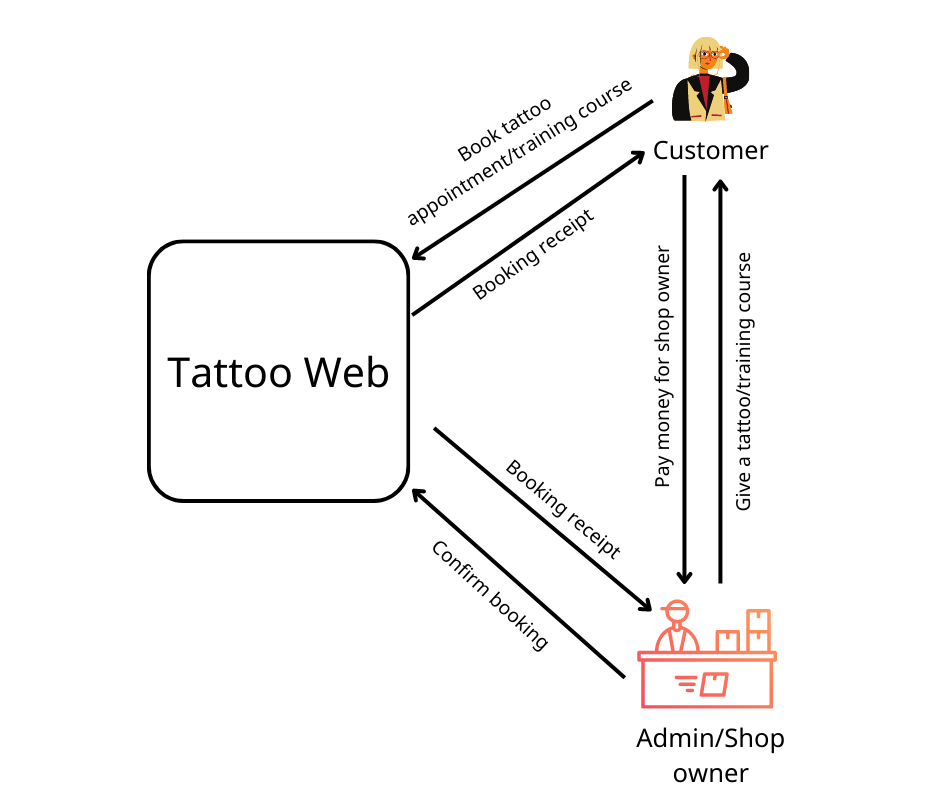 Book tattoo
appointment/training course
Customer
Booking receipt
Tattoo Web
Pay money for shop owner
Give a tattoo/training course
Booking receipt
Confirm booking
Admin/Shop
owner